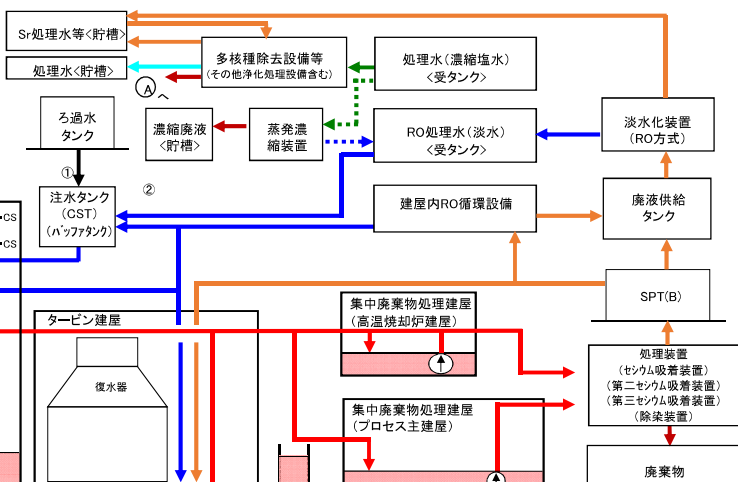 Sr処理水等<貯槽>
処理水<貯槽>
多核種除去設備等
(その他浄化処理設備含む)
A へ
処理水(濃縮塩水)
<受タンク>
ろ過水
タンク
濃縮廃液
<貯槽>
蒸発濃
縮装置
RO処理水(淡水)
<受タンク>
淡水化装置
(RO方式)
①
②
注水タンク
(CST)
(バッファタンク)
建屋内RO循環設備
廃液供給
タンク
CS
CS
SPT(B)
タービン建屋
復水器
集中廃棄物処理建屋
(高温焼却炉建屋)
処理装置
(セシウム吸着装置)
(第二セシウム吸着装置)
(第三セシウム吸着装置)
(除染装置)
集中廃棄物処理建屋
(プロセス主建屋)
廃棄物